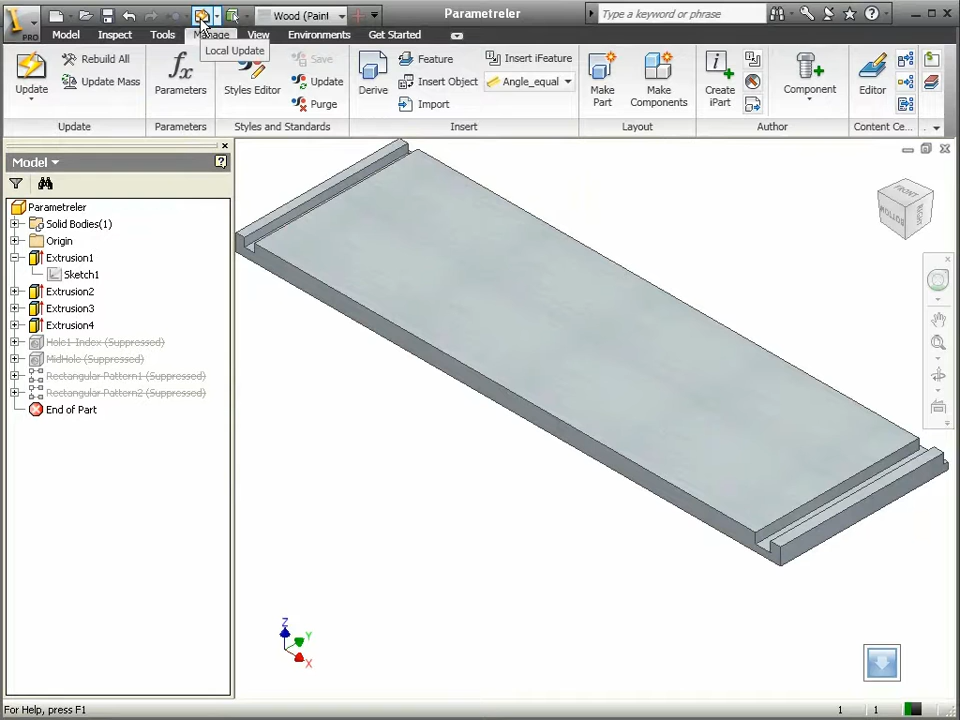 Wood (Paint
Parametreler
Type a keyword or phrase
PRO
Model
Inspect
Tools
Manage
View
Environments
Get Started
Local Update
Update
Rebuild All
Update Mass
Parameters
Styles Editor
Save
Update
Purge
Derive
Feature
Insert Object
Import
Insert iFeature
Angle_equal
Make Part
Make Components
Create iPart
Component
Editor
Update
Parameters
Styles and Standards
Insert
Layout
Author
Content Ce...
Model
Parametreler
Solid Bodies(1)
Origin
Extrusion1
Sketch1
Extrusion2
Extrusion3
Extrusion4
Hole1-Index (Suppressed)
MidHole (Suppressed)
Rectangular Pattern1 (Suppressed)
Rectangular Pattern2 (Suppressed)
End of Part
FRONT
RIGHT
BOTTOM
Z
Y
X
For Help, press F1
1
1